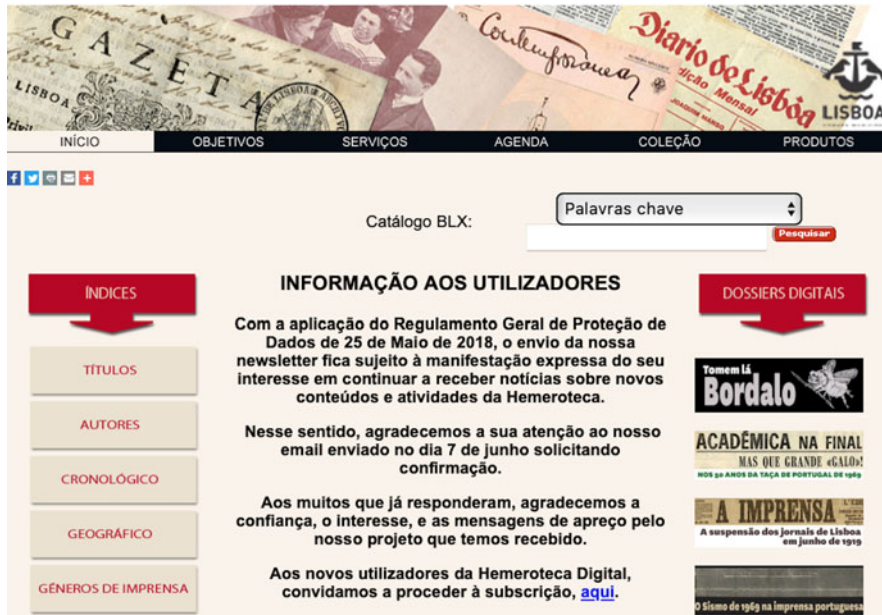 GAZETA
LISBOA
Contemporanea
Diario de Lisbôa
Edição Mensal
JOAQUIM MANSO
LISBOA
INÍCIO OBJETIVOS SERVIÇOS AGENDA COLEÇÃO PRODUTOS
Catálogo BLX:
Palavras chave
Pesquisar
ÍNDICES
TÍTULOS
AUTORES
CRONOLÓGICO
GEOGRÁFICO
GÉNEROS DE IMPRENSA
INFORMAÇÃO AOS UTILIZADORES
Com a aplicação do Regulamento Geral de Proteção de
Dados de 25 de Maio de 2018, o envio da nossa
newsletter fica sujeito à manifestação expressa do seu
interesse em continuar a receber notícias sobre novos
conteúdos e atividades da Hemeroteca.
Nesse sentido, agradecemos a sua atenção ao nosso
email enviado no dia 7 de junho solicitando
confirmação.
Aos muitos que já responderam, agradecemos a
confiança, o interesse, e as mensagens de apreço pelo
nosso projeto que temos recebido.
Aos novos utilizadores da Hemeroteca Digital,
convidamos a proceder à subscrição, aqui.
DOSSIERS DIGITAIS
Tomem lá
Bordalo
ACADÉMICA NA FINAL
MAS QUE GRANDE «GALO»!
NOS 50 ANOS DA TAÇA DE PORTUGAL DE 1969
A IMPRENSA
A suspensão dos jornais de Lisboa
em junho de 1919
O Sismo de 1969 na imprensa portuguesa